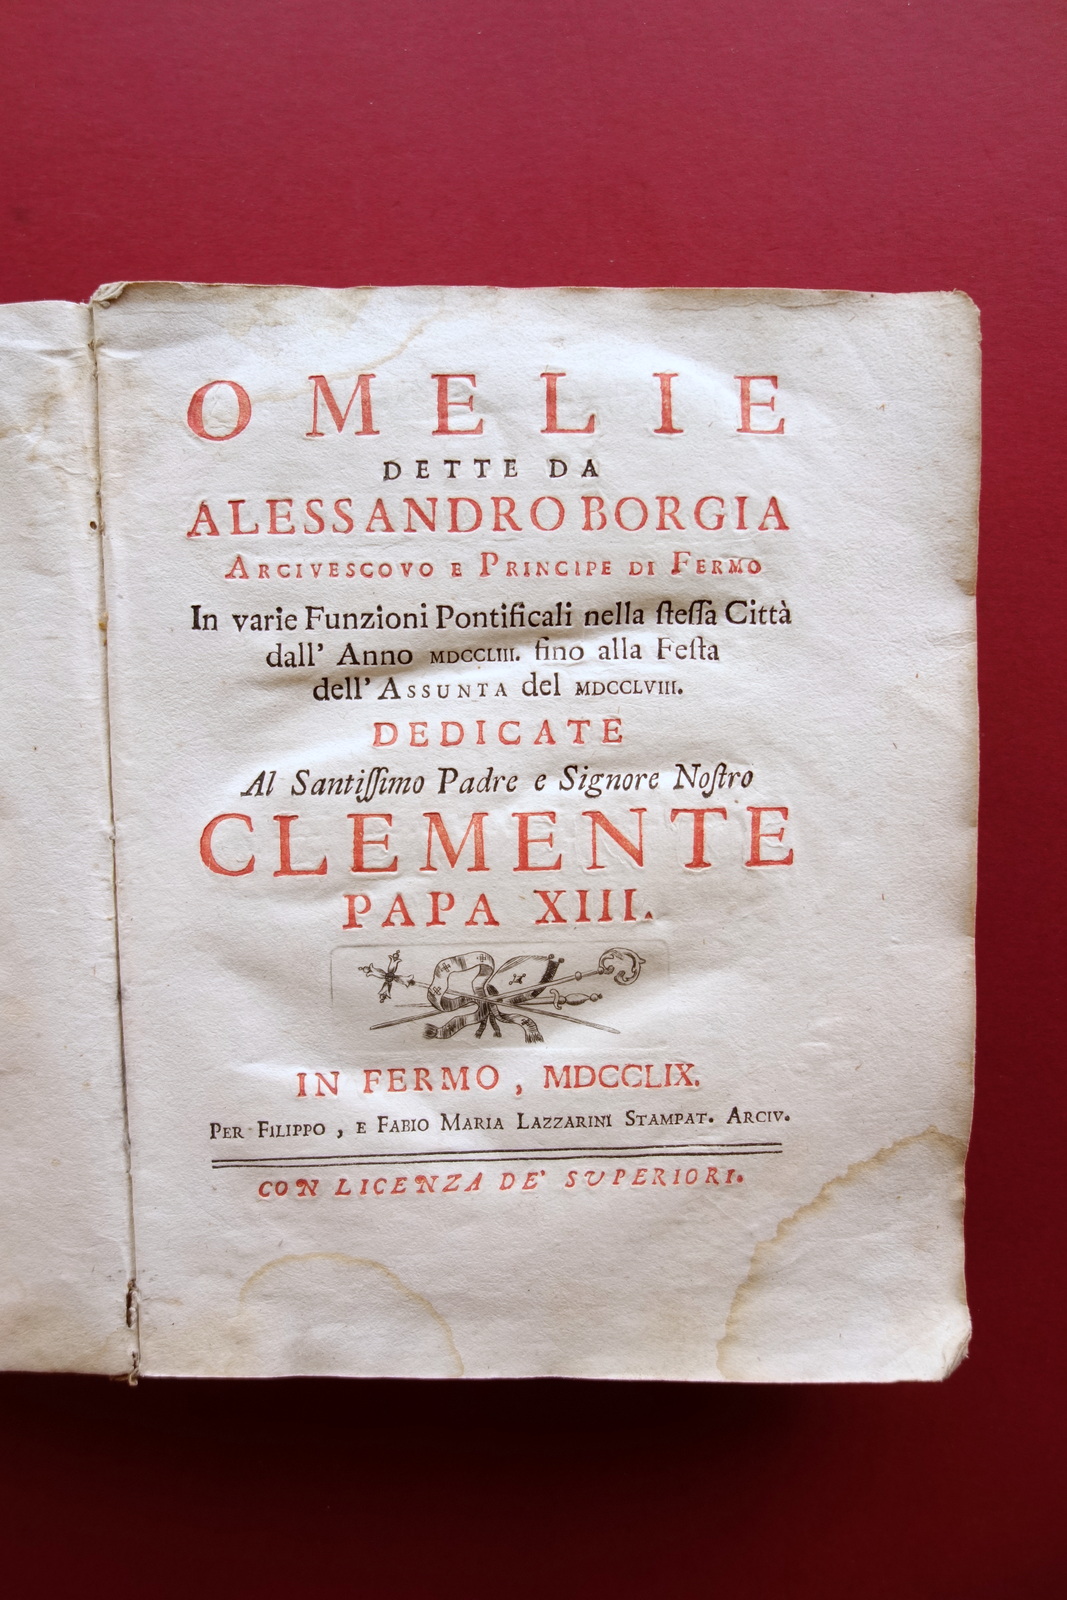 OMELIE
DETTE DA
ALESSANDRO BORGIA
ARCIVESCOVO E PRINCIPE DI FERMO
In varie Funzioni Pontificali nella ſteſſa Città
dall' Anno MDCCLIII. fino alla Feſta
dell' ASSUNTA del MDCCLVIII.
DEDICATE
Al Santiſſimo Padre e Signore Noſtro
CLEMENTE
PAPA XIII.
IN FERMO, MDCCLIX.
PER FILIPPO, E FABIO MARIA LAZZARINI STAMPAT. ARCIV.
CON LICENZA DE' SUPERIORI.